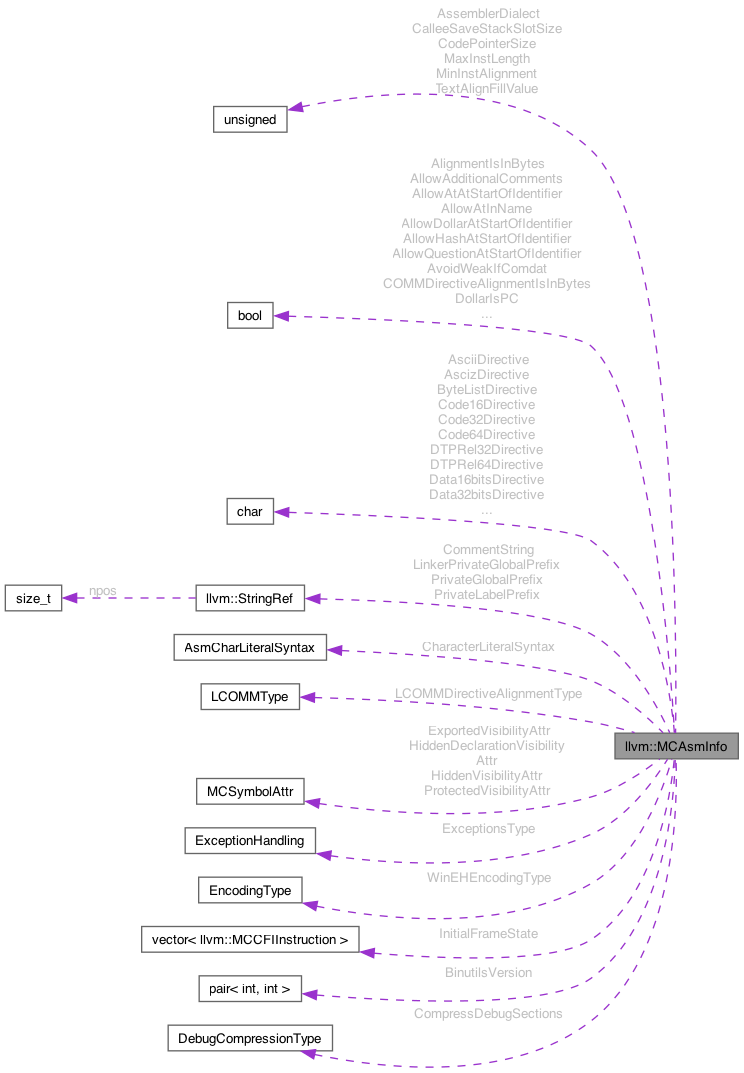 AssemblerDialect
CalleeSaveStackSlotSize
CodePointerSize
MaxInstLength
MinInstAlignment
TextAlignFillValue
unsigned
AlignmentIsInBytes
AllowAdditionalComments
AllowAtAtStartOfIdentifier
AllowAtInName
AllowDollarAtStartOfIdentifier
AllowHashAtStartOfIdentifier
AllowQuestionAtStartOfIdentifier
AvoidWeakIfComdat
COMMDirectiveAlignmentIsInBytes
DollarIsPC
...
bool
AsciiDirective
AscizDirective
ByteListDirective
Code16Directive
Code32Directive
Code64Directive
DTPRel32Directive
DTPRel64Directive
Data16bitsDirective
Data32bitsDirective
...
char
CommentString
LinkerPrivateGlobalPrefix
PrivateGlobalPrefix
PrivateLabelPrefix
size_t
npos
llvm::StringRef
AsmCharLiteralSyntax
CharacterLiteralSyntax
LCOMMType
LCOMMDirectiveAlignmentType
llvm::MCAsmInfo
ExportedVisibilityAttr
HiddenDeclarationVisibility
Attr
HiddenVisibilityAttr
ProtectedVisibilityAttr
MCSymbolAttr
ExceptionsType
ExceptionHandling
WinEHEncodingType
EncodingType
InitialFrameState
vector< llvm::MCCFIInstruction >
BinutilsVersion
pair< int, int >
CompressDebugSections
DebugCompressionType